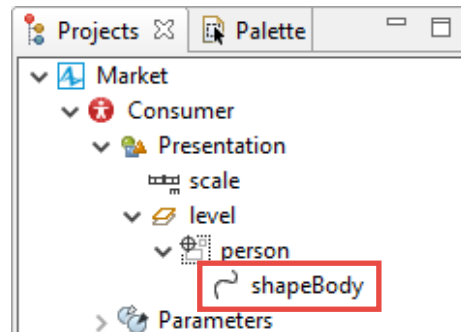 Projects Palette
Market
Consumer
Presentation
scale
level
person
shapeBody
Parameters